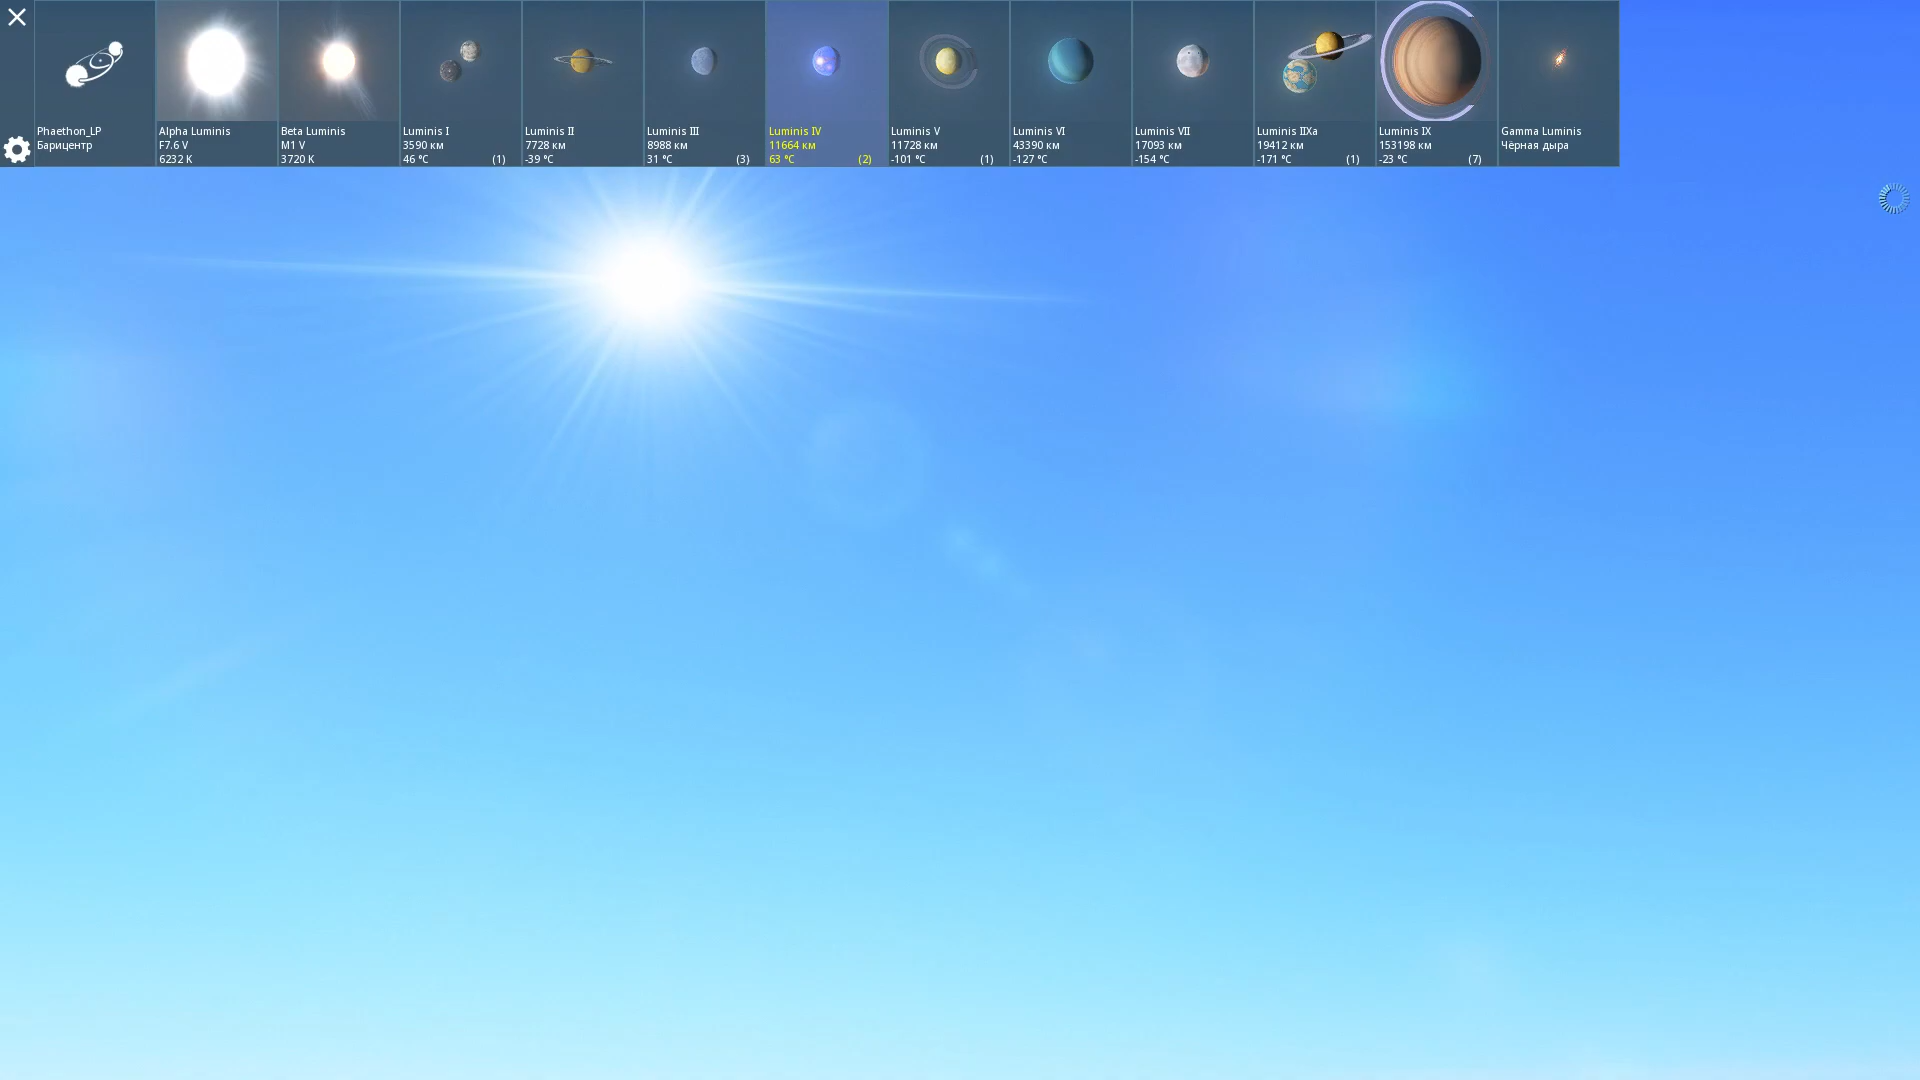 Phaethon_LP
Барицентр
Alpha Luminis
F7.6 V
6232 K
Beta Luminis
M1 V
3720 K
Luminis I
3590 км
46 °C (1)
Luminis II
7728 км
-39 °C
Luminis III
8988 км
31 °C (3)
Luminis IV
11664 км
63 °C (2)
Luminis V
11728 км
-101 °C (1)
Luminis VI
43390 км
-127 °C
Luminis VII
17093 км
-154 °C
Luminis IIXa
19412 км
-171 °C (1)
Luminis IX
153198 км
-23 °C (7)
Gamma Luminis
Чёрная дыра